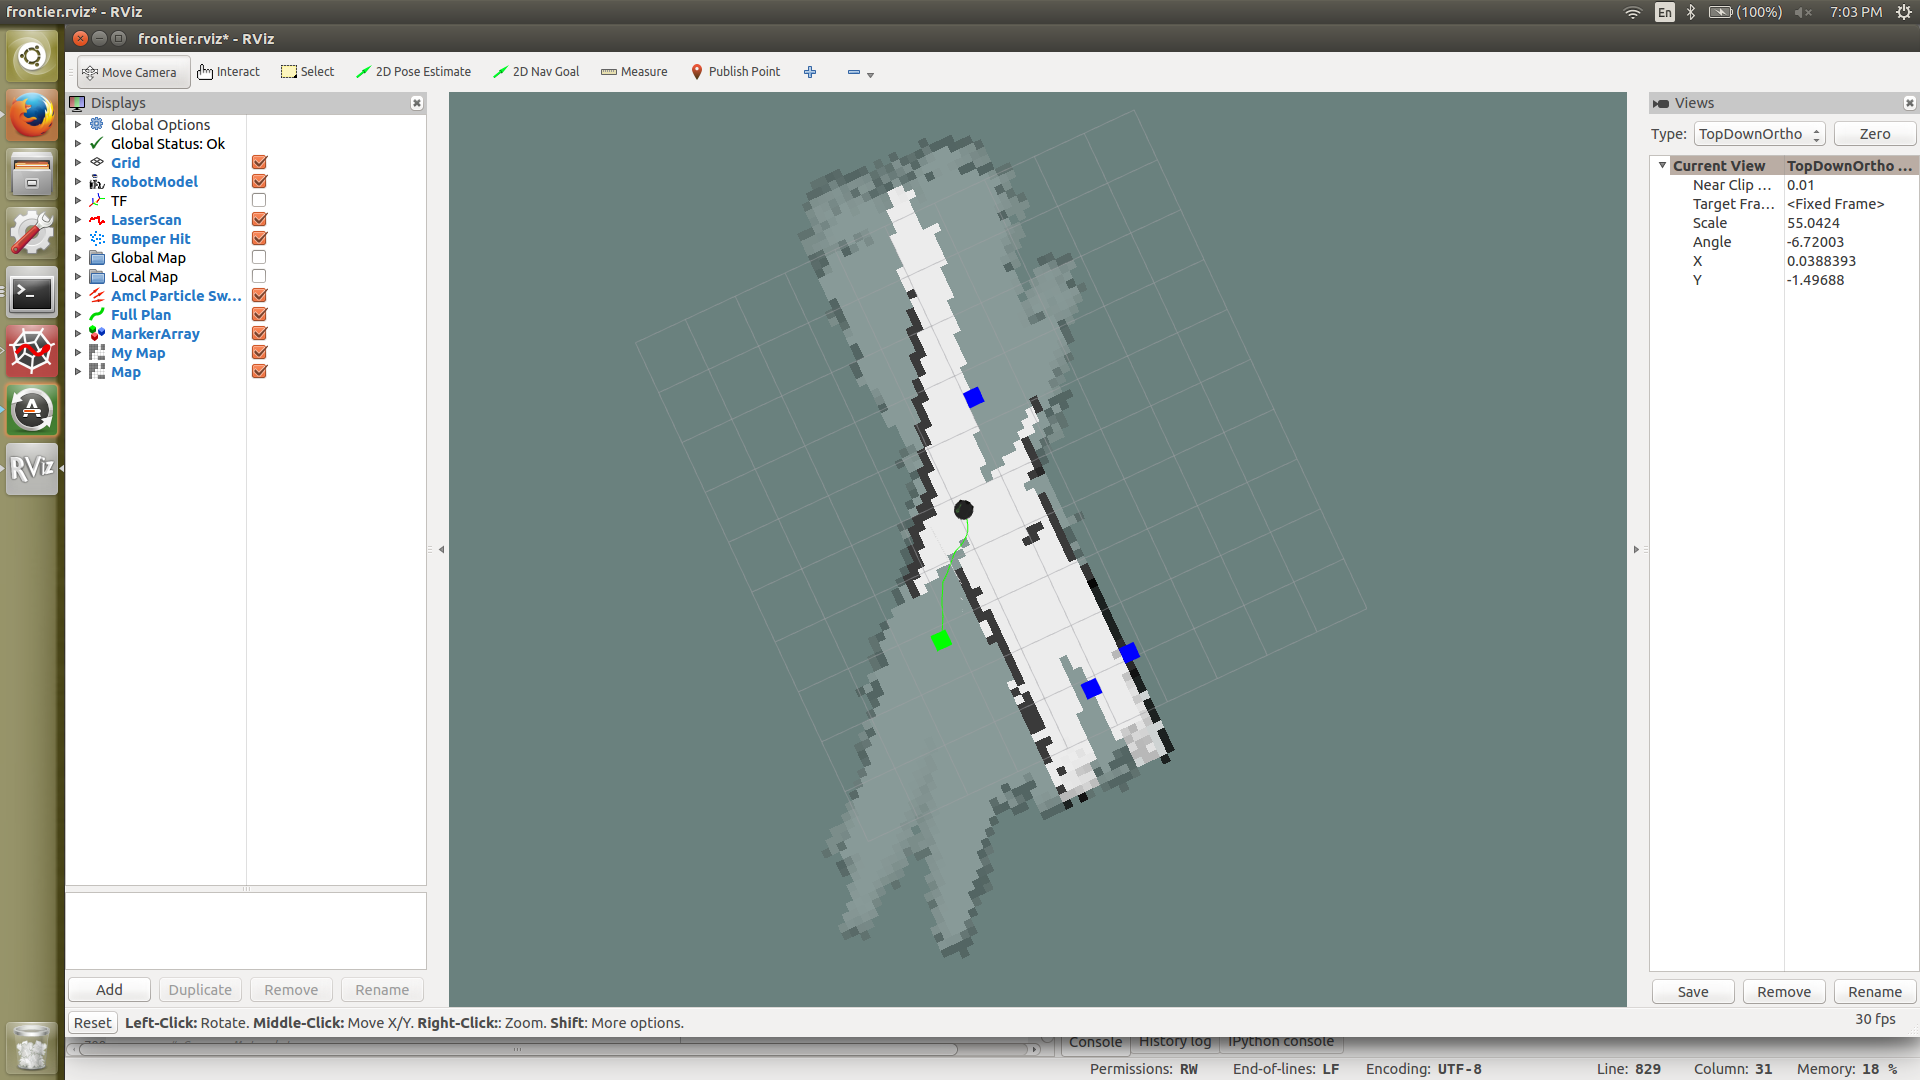 frontier.rviz* - RViz
En
(100%)
7:03 PM
frontier.rviz* - RViz
Move Camera
Interact
Select
2D Pose Estimate
2D Nav Goal
Measure
Publish Point
Displays
Global Options
Global Status: Ok
Grid
RobotModel
TF
LaserScan
Bumper Hit
Global Map
Local Map
Amcl Particle Sw...
Full Plan
MarkerArray
My Map
Map
Add
Duplicate
Remove
Rename
Views
Type:
TopDownOrtho
Zero
Current View TopDownOrtho ...
Near Clip ... 0.01
Target Fra... <Fixed Frame>
Scale 55.0424
Angle -6.72003
X 0.0388393
Y -1.49688
Save
Remove
Rename
RViz
Reset
Left-Click: Rotate. Middle-Click: Move X/Y. Right-Click:: Zoom. Shift: More options.
30 fps
Console
History log
IPython console
Permissions: RW
End-of-lines: LF
Encoding: UTF-8
Line: 829
Column: 31
Memory: 18 %